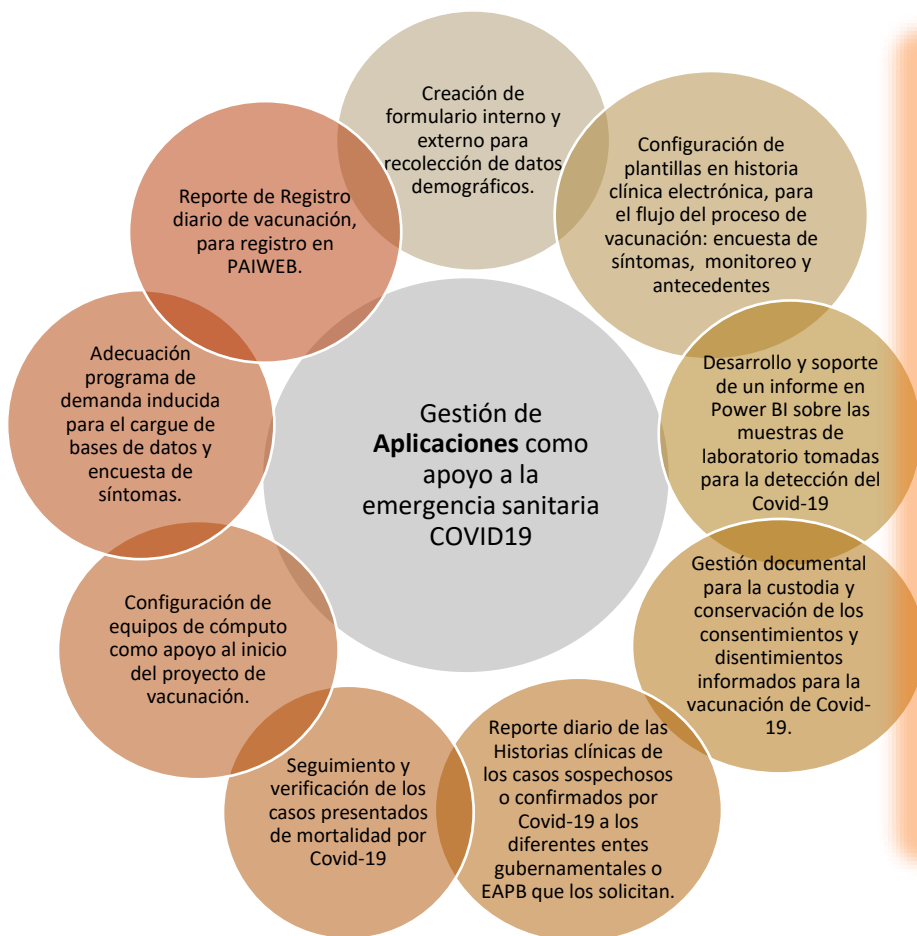 Creación de
formulario interno y
externo para
recolección de datos
demográficos.
Configuración de
plantillas en historia
clínica electrónica, para
el flujo del proceso de
vacunación: encuesta de
síntomas, monitoreo y
antecedentes
Desarrollo y soporte
de un informe en
Power BI sobre las
muestras de
laboratorio tomadas
para la detección del
Covid-19
Gestión documental
para la custodia y
conservación de los
consentimientos y
disentimientos
informados para la
vacunación de Covid-
19.
Reporte diario de las
Historias clínicas de
los casos sospechosos
o confirmados por
Covid-19 a los
diferentes entes
gubernamentales o
EAPB que los solicitan.
Seguimiento y
verificación de los
casos presentados
de mortalidad por
Covid-19
Configuración de
equipos de cómputo
como apoyo al inicio
del proyecto de
vacunación.
Adecuación
programa de
demanda inducida
para el cargue de
bases de datos y
encuesta de
síntomas.
Reporte de Registro
diario de vacunación,
para registro en
PAIWEB.
Gestión de
Aplicaciones como
apoyo a la
emergencia sanitaria
COVID19